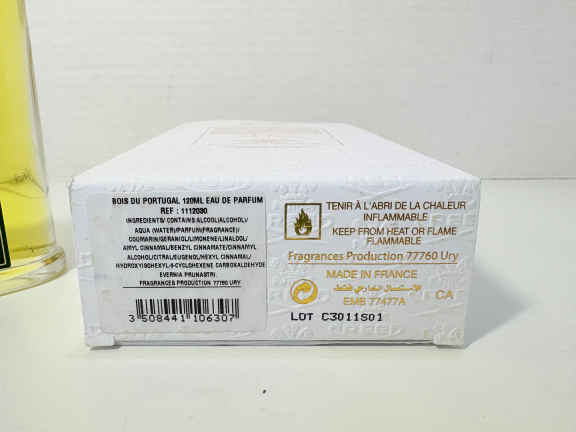 BOIS DU PORTUGAL 120ML EAU DE PARFUM
REF : 1112030
INGREDIENTS/ CONTAINS ALCOOL(ALCOHOL)/
AQUA (WATER)/PARFUM(FRAGRANCE)/
COUMARIN/GERANIOL/LIMONENE/LINALOOL/
AMYL CINNAMAL/BENZYL CINNAMATE/CINNAMYL
ALCOHOL/CITRAL/EUGENOL/HEXYL CINNAMAL/
HYDROXYISOHEXYL-3-CYCLOHEXENE CARBOXALDEHYDE
EVERNIA PRUNASTRI
FRAGRANCES PRODUCTION 77760 URY
3 508441 106307
TENIR À L'ABRI DE LA CHALEUR
INFLAMMABLE
KEEP FROM HEAT OR FLAME
FLAMMABLE
Fragrances Production 77760 Ury
MADE IN FRANCE
الاستعمال الخارجي فقط
EMB 77477A
CA
LOT C3011S01
CREED